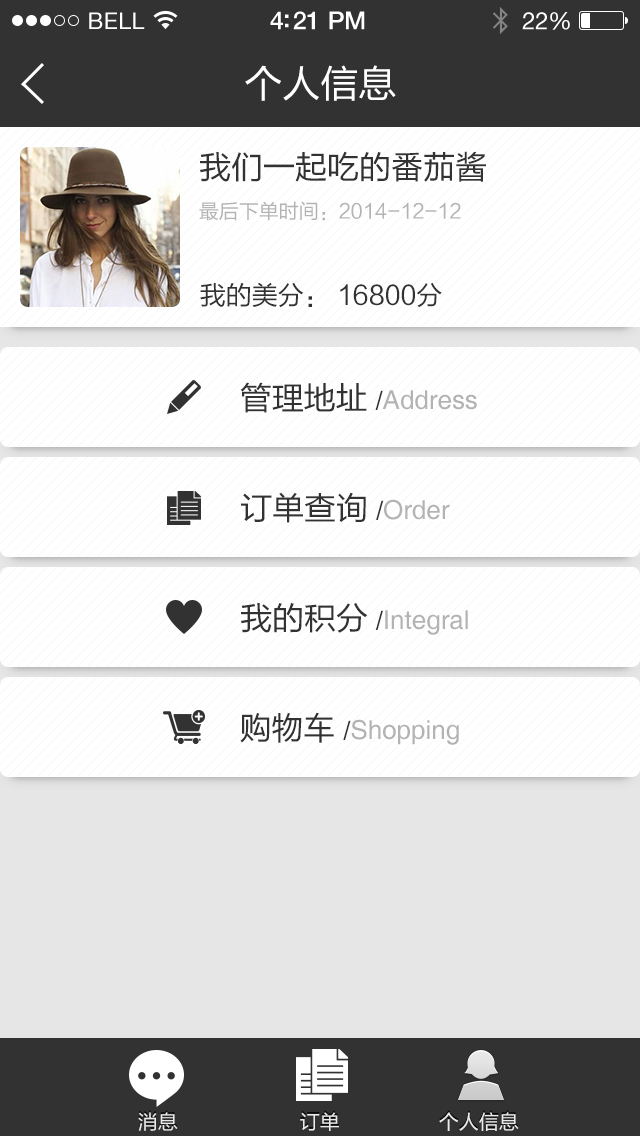 BELL 4:21 PM 22%
个人信息
我们一起吃的番茄酱
最后下单时间：2014-12-12
我的美分： 16800分
管理地址 /Address
订单查询 /Order
我的积分 /Integral
购物车 /Shopping
消息 订单 个人信息